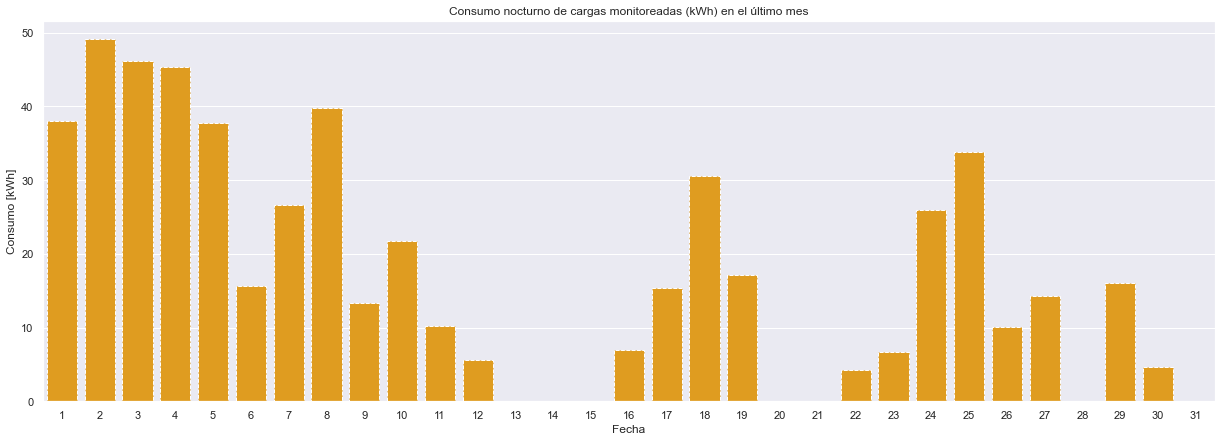 Consumo nocturno de cargas monitoreadas (kWh) en el último mes
50
40
30
20
10
0
Consumo [kWh]
1 2 3 4 5 6 7 8 9 10 11 12 13 14 15 16 17 18 19 20 21 22 23 24 25 26 27 28 29 30 31
Fecha